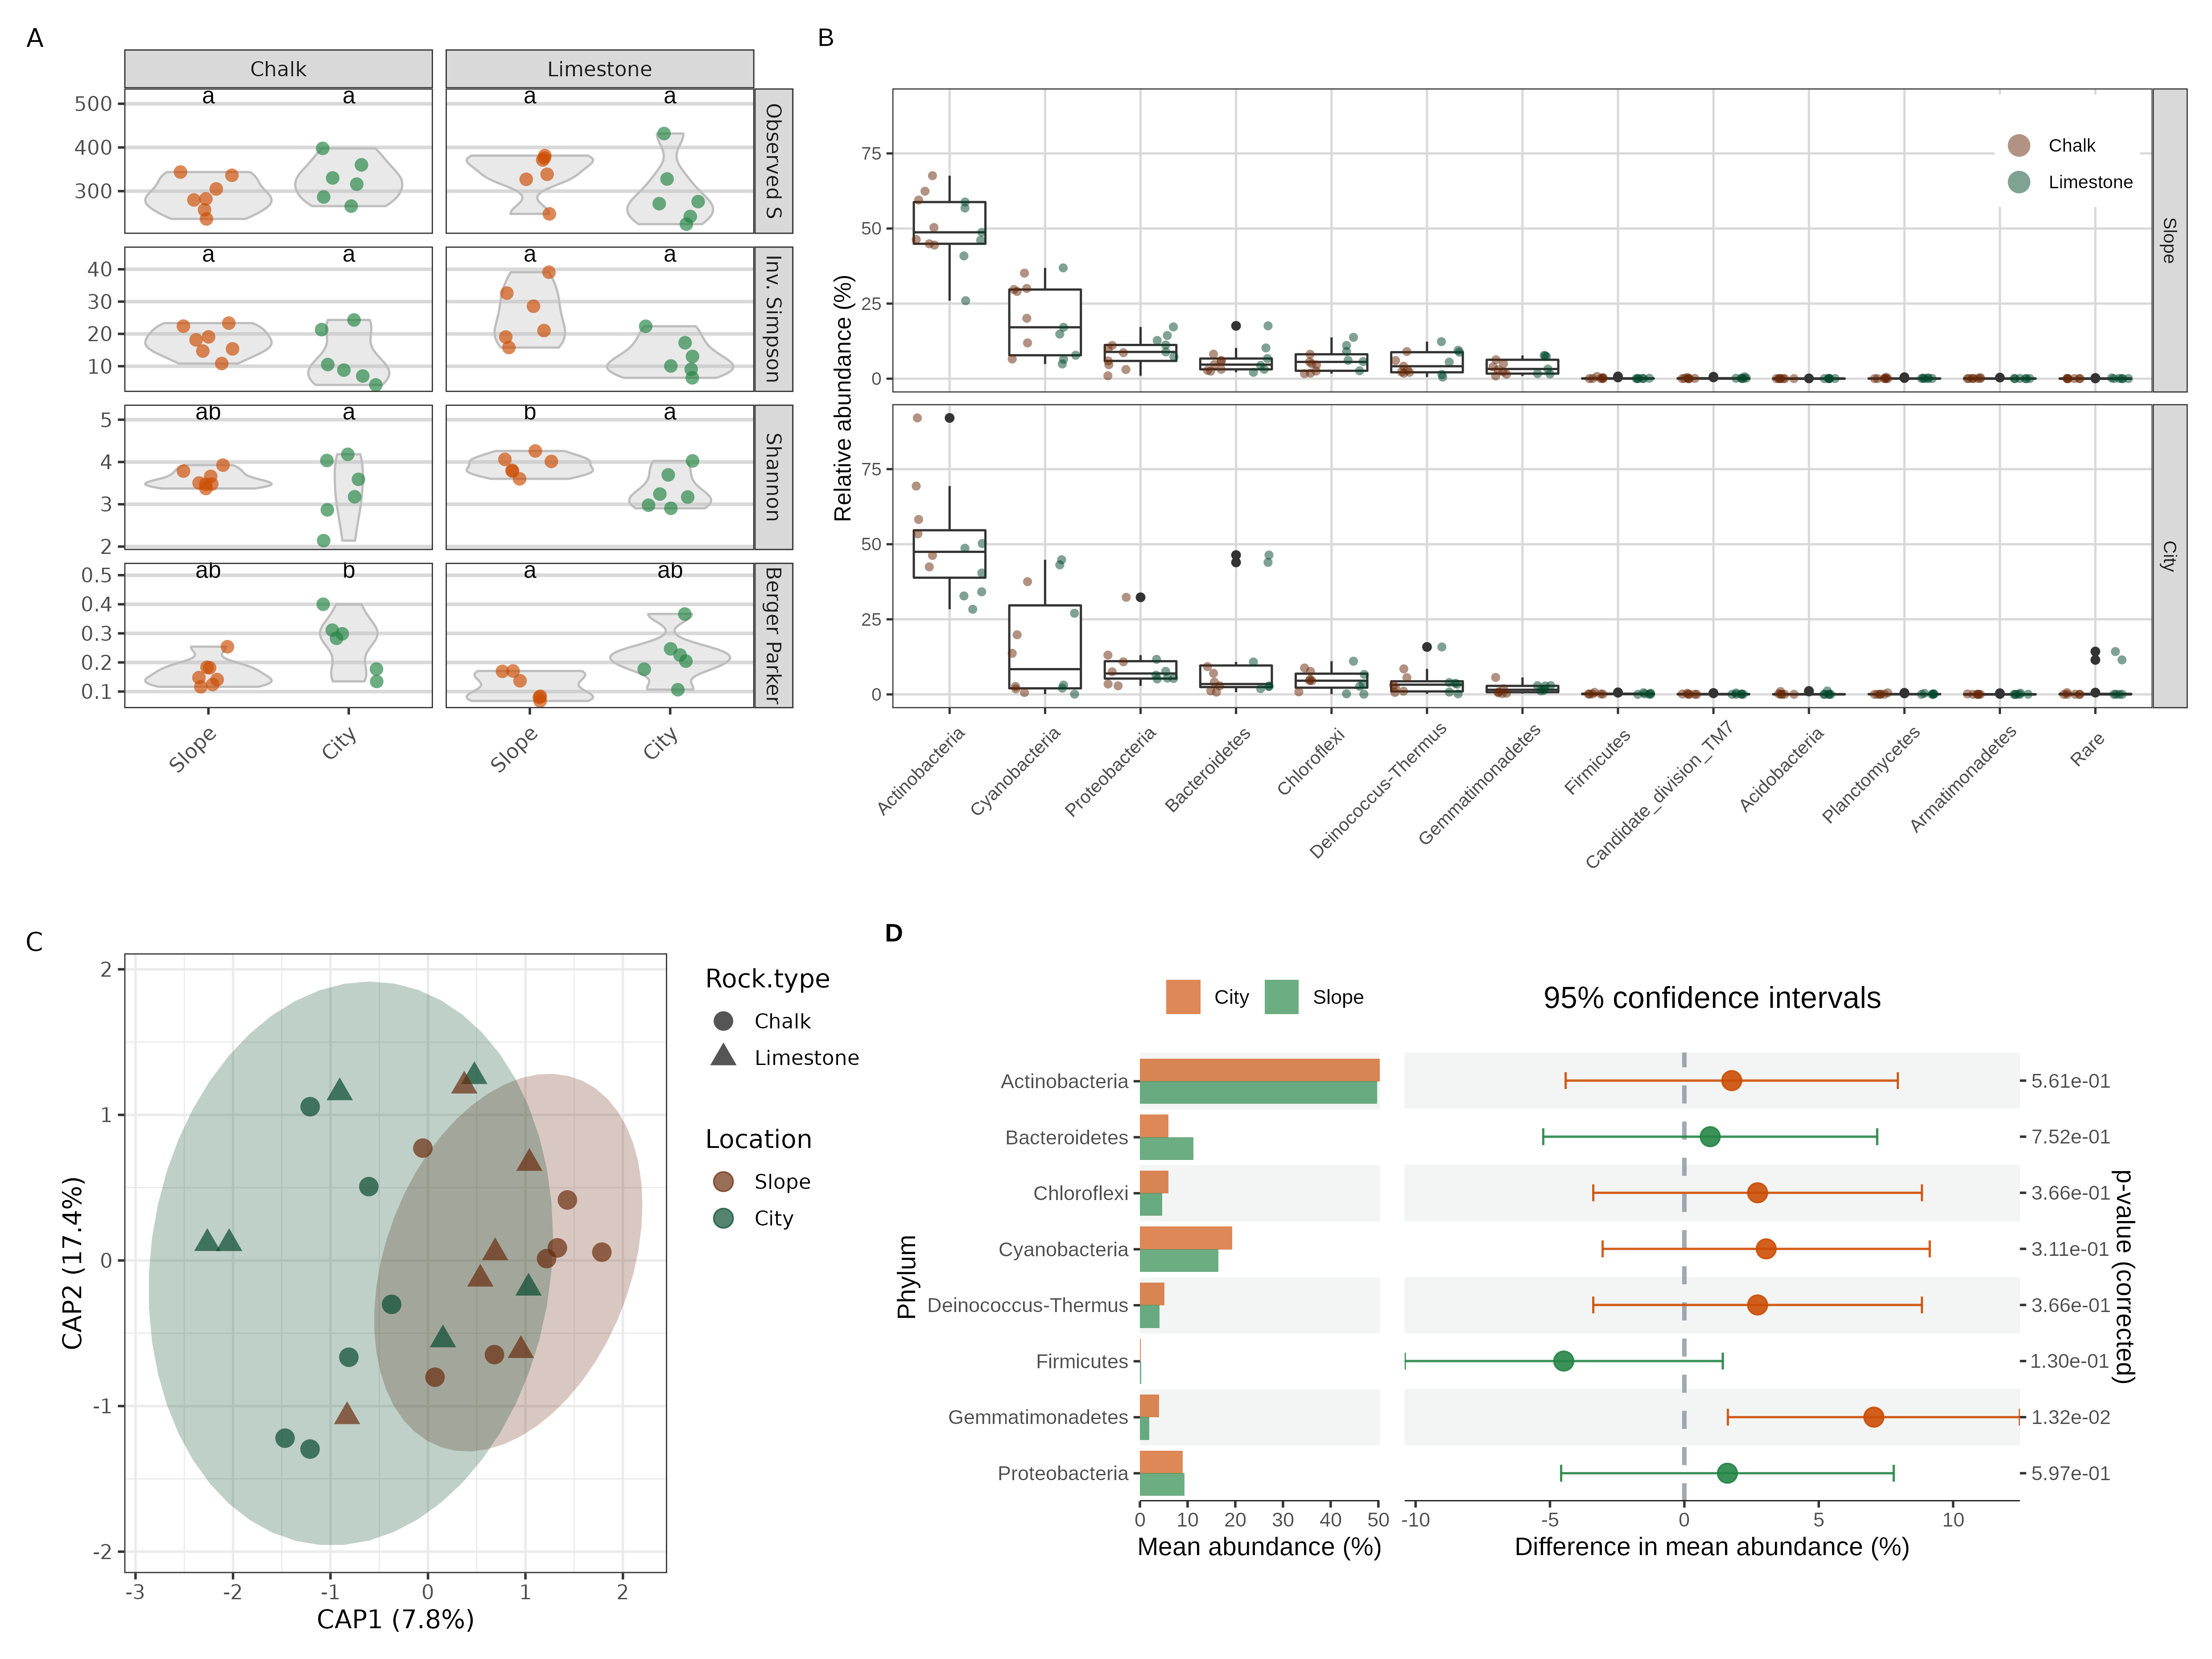 A
Chalk
Limestone
500
400
300
a
a
a
a
Observed S
40
30
20
10
a
a
a
a
Inv. Simpson
5
4
3
2
ab
a
b
a
Shannon
0.5
0.4
0.3
0.2
0.1
ab
b
a
ab
Berger Parker
Slope
City
Slope
City
B
Relative abundance (%)
75
50
25
0
Chalk
Limestone
Slope
75
50
25
0
City
Actinobacteria
Cyanobacteria
Proteobacteria
Bacteroidetes
Chloroflexi
Deinococcus-Thermus
Gemmatimonadetes
Firmicutes
Candidate_division_TM7
Acidobacteria
Planctomycetes
Armatimonadetes
Rare
C
CAP2 (17.4%)
2
1
0
-1
-2
-3
-2
-1
0
1
2
CAP1 (7.8%)
Rock.type
Chalk
Limestone
Location
Slope
City
D
City
Slope
95% confidence intervals
Phylum
Actinobacteria
5.61e-01
Bacteroidetes
7.52e-01
Chloroflexi
3.66e-01
Cyanobacteria
3.11e-01
Deinococcus-Thermus
3.66e-01
Firmicutes
1.30e-01
Gemmatimonadetes
1.32e-02
Proteobacteria
5.97e-01
p-value (corrected)
0 10 20 30 40 50
-10 -5 0 5 10
Mean abundance (%)
Difference in mean abundance (%)